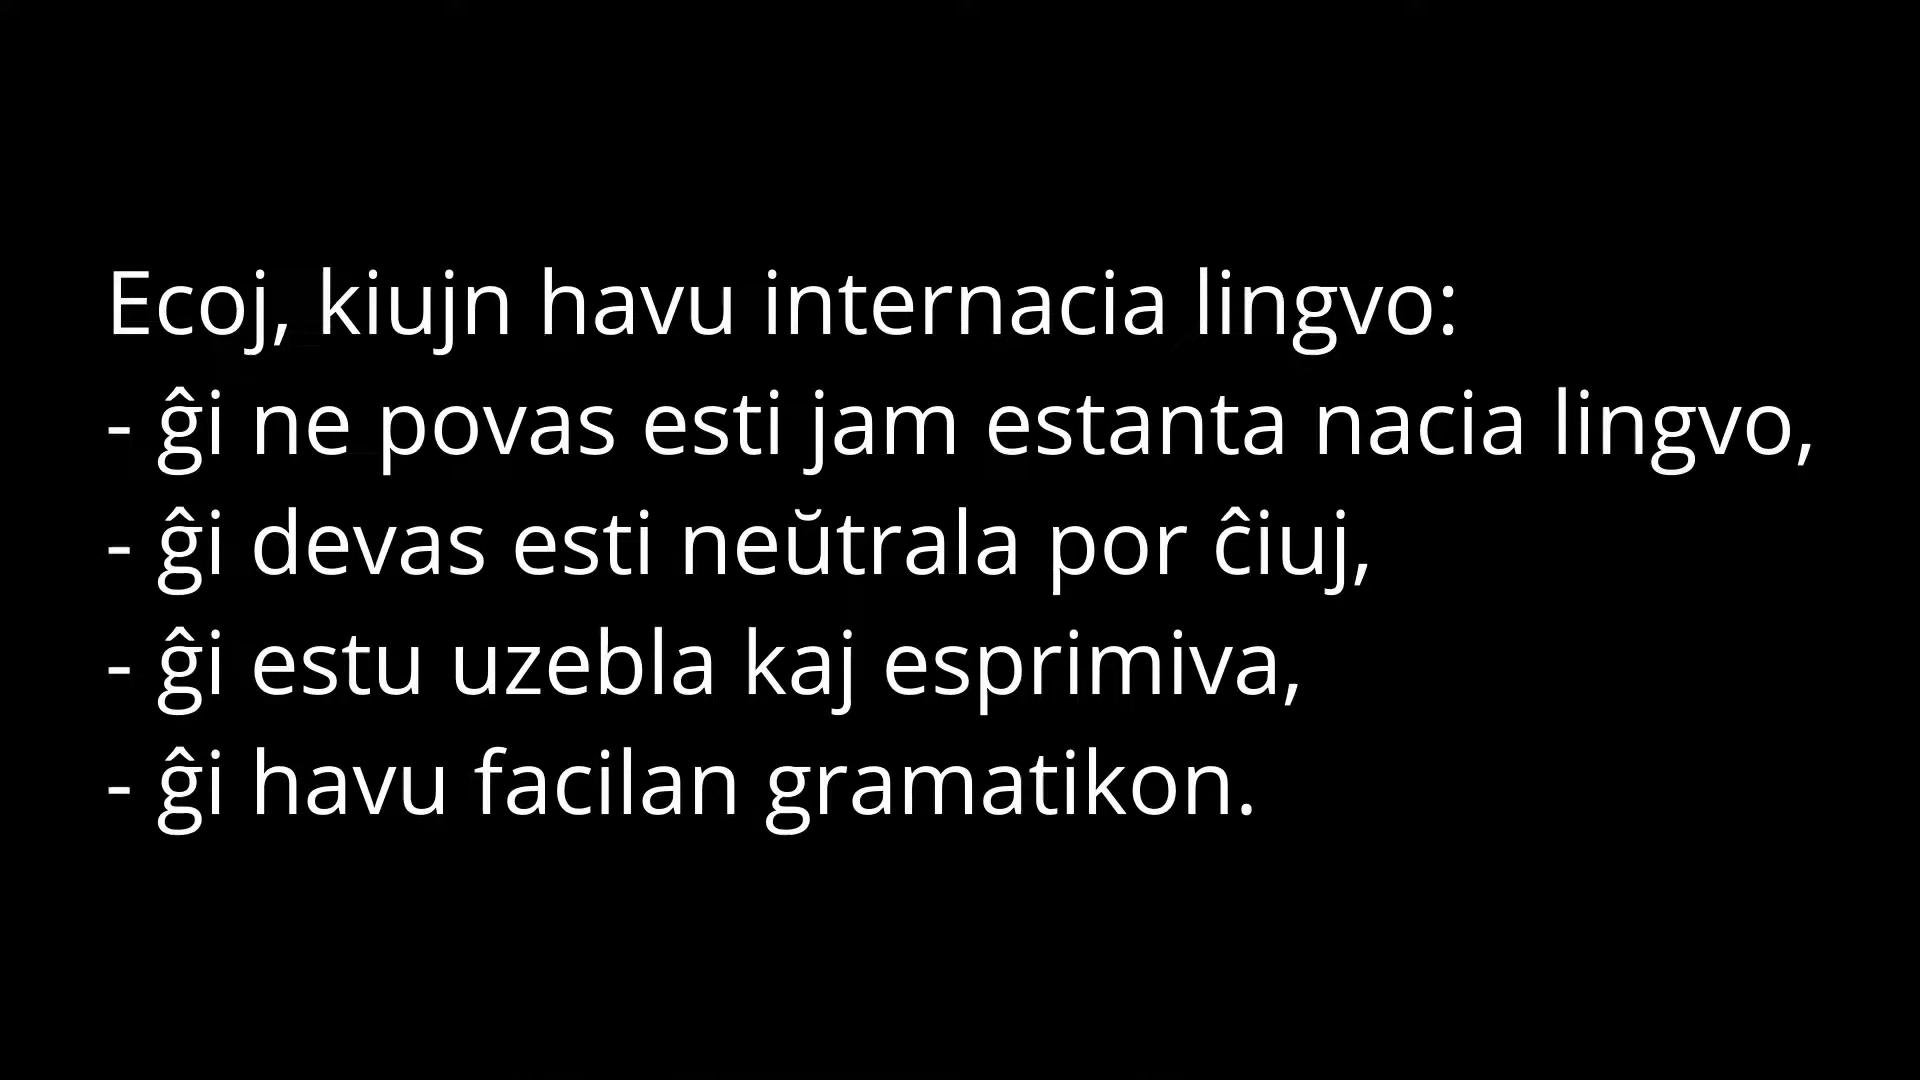 Ecoj, kiujn havu internacia lingvo:
- ĝi ne povas esti jam estanta nacia lingvo,
- ĝi devas esti neŭtrala por ĉiuj,
- ĝi estu uzebla kaj esprimiva,
- ĝi havu facilan gramatikon.